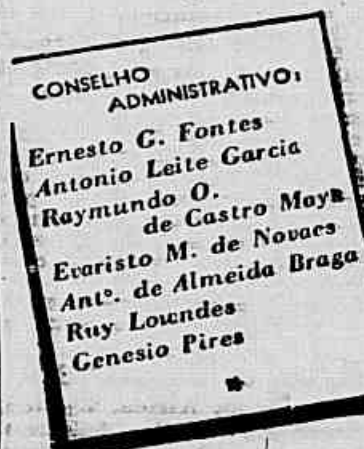 CONSELHO
ADMINISTRATIVO:
Ernesto G. Fontes
Antonio Leite Garcia
Raymundo O.
de Castro Maya
Evaristo M. de Novaes
Antº. de Almeida Braga
Ruy Lowndes
Genesio Pires